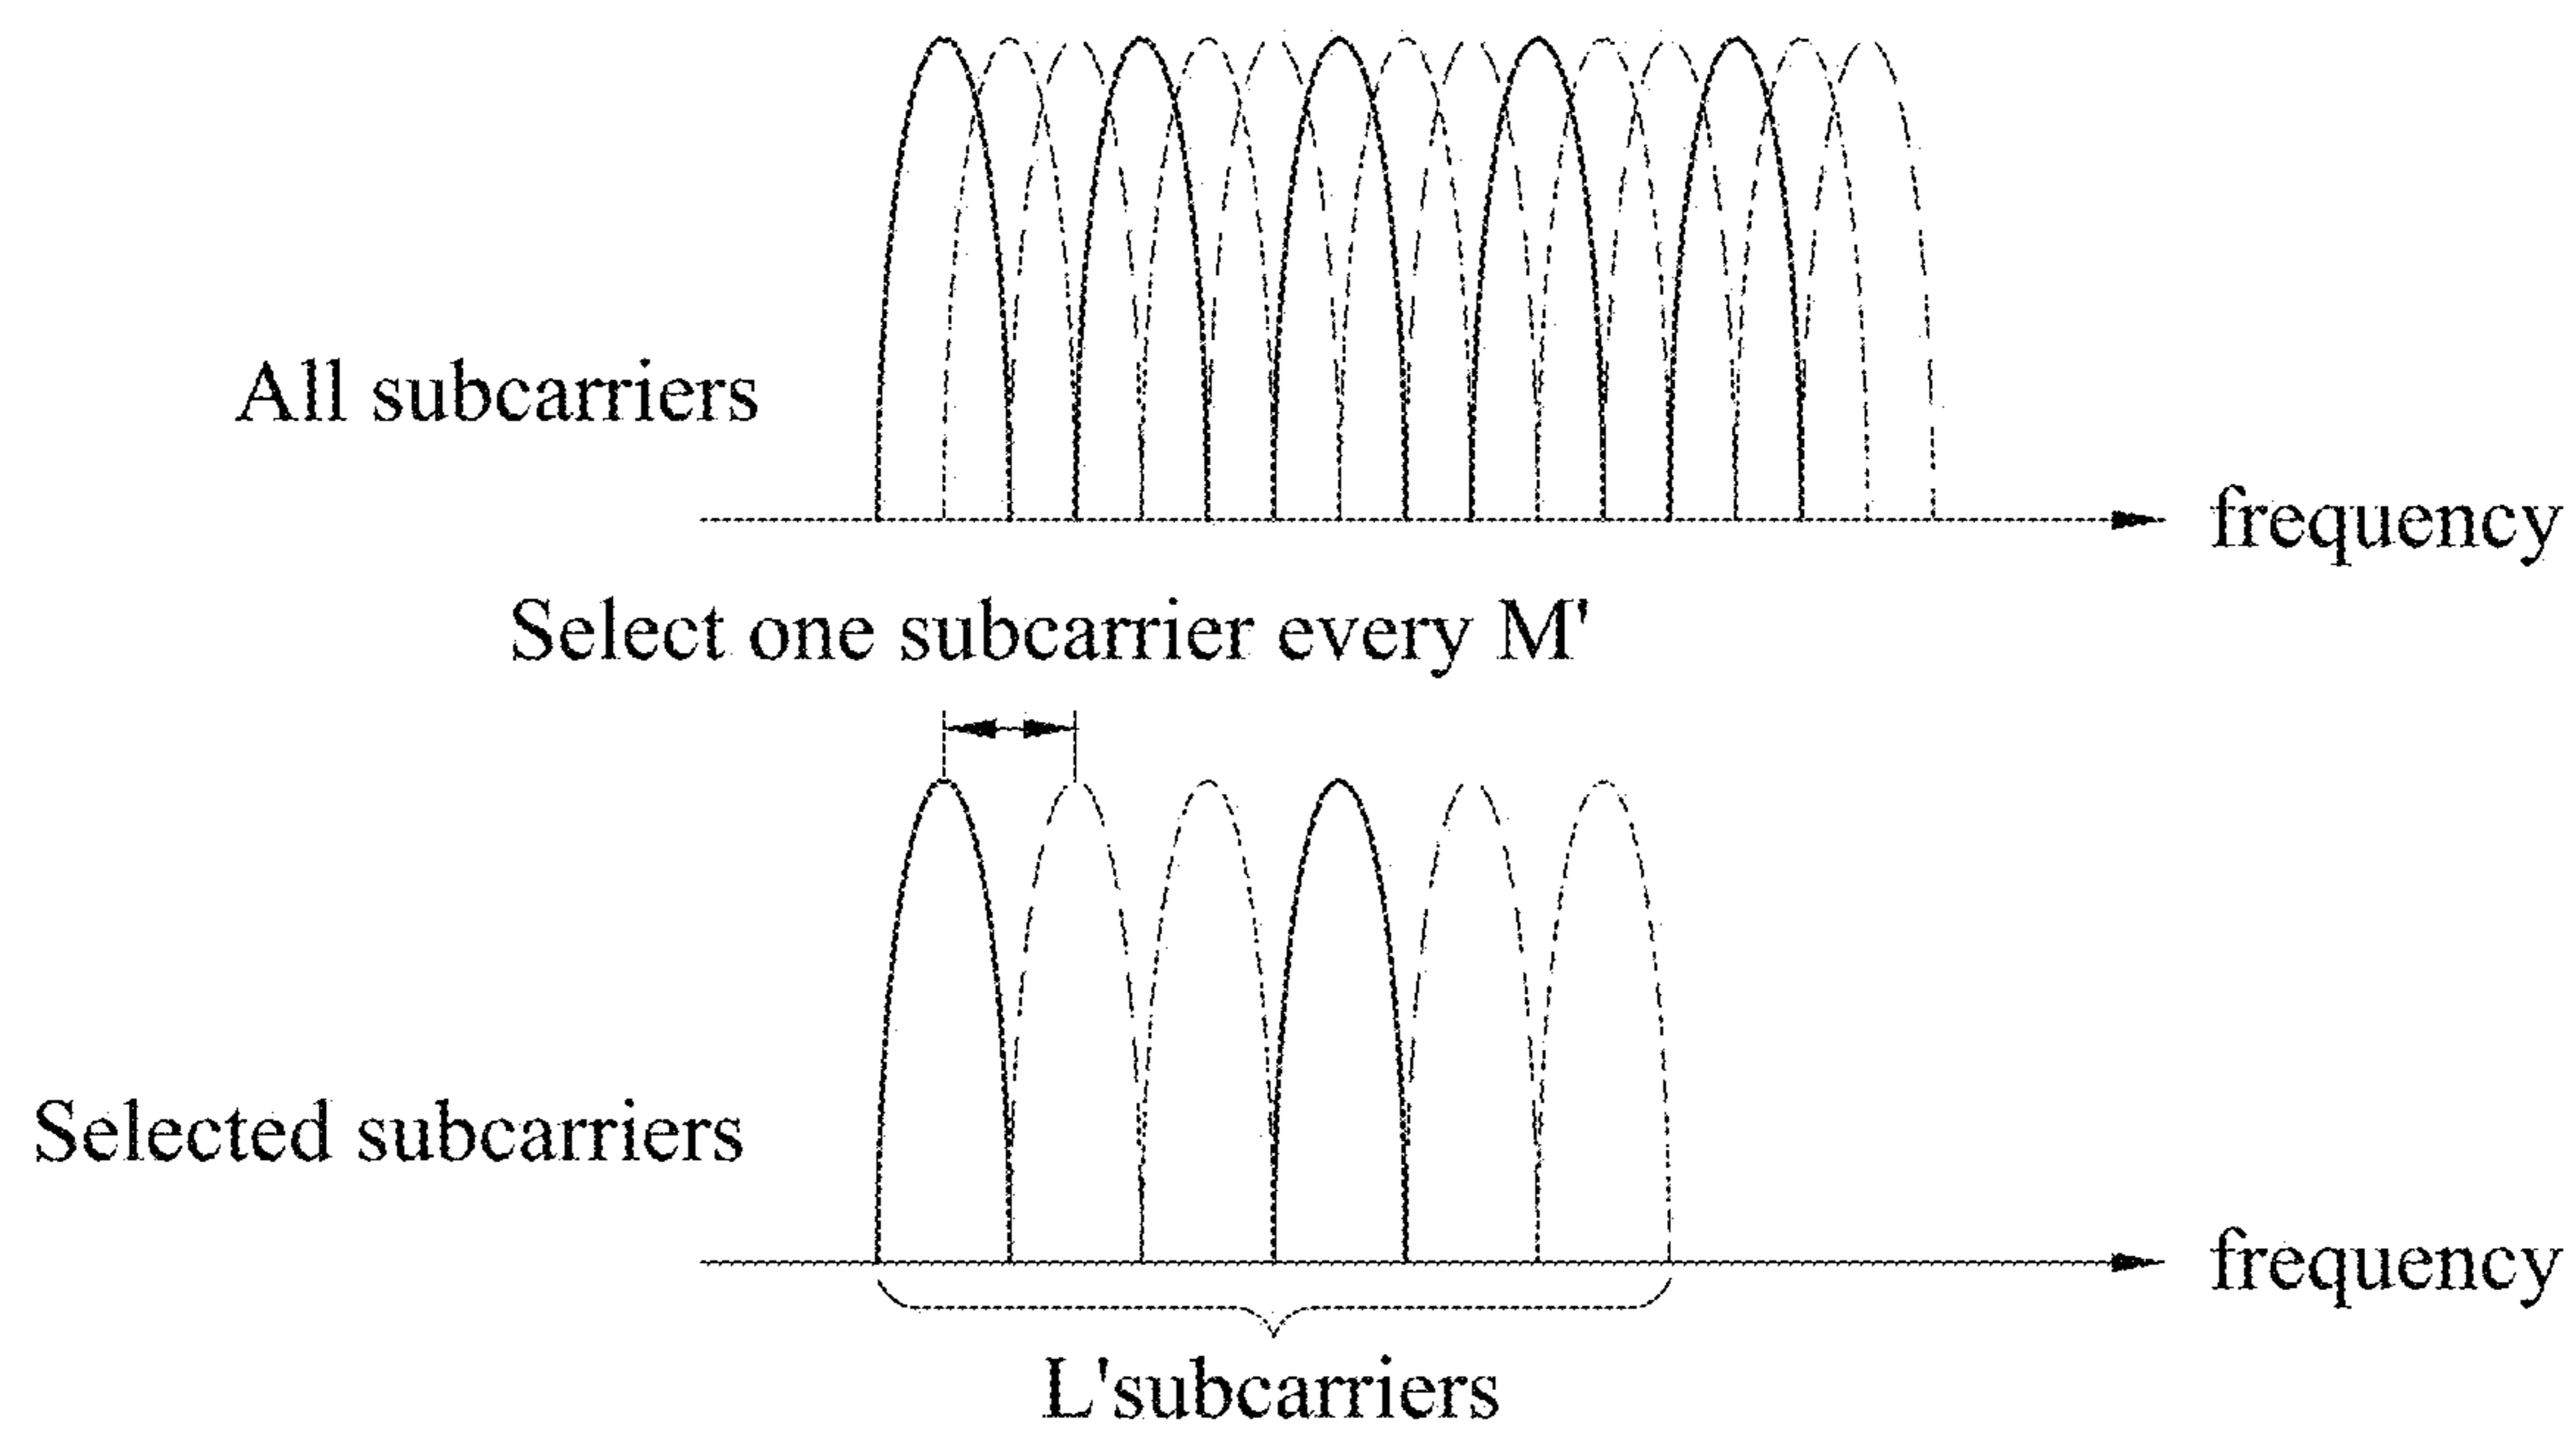 All subcarriers
frequency
Select one subcarrier every M'
Selected subcarriers
frequency
L'subcarriers